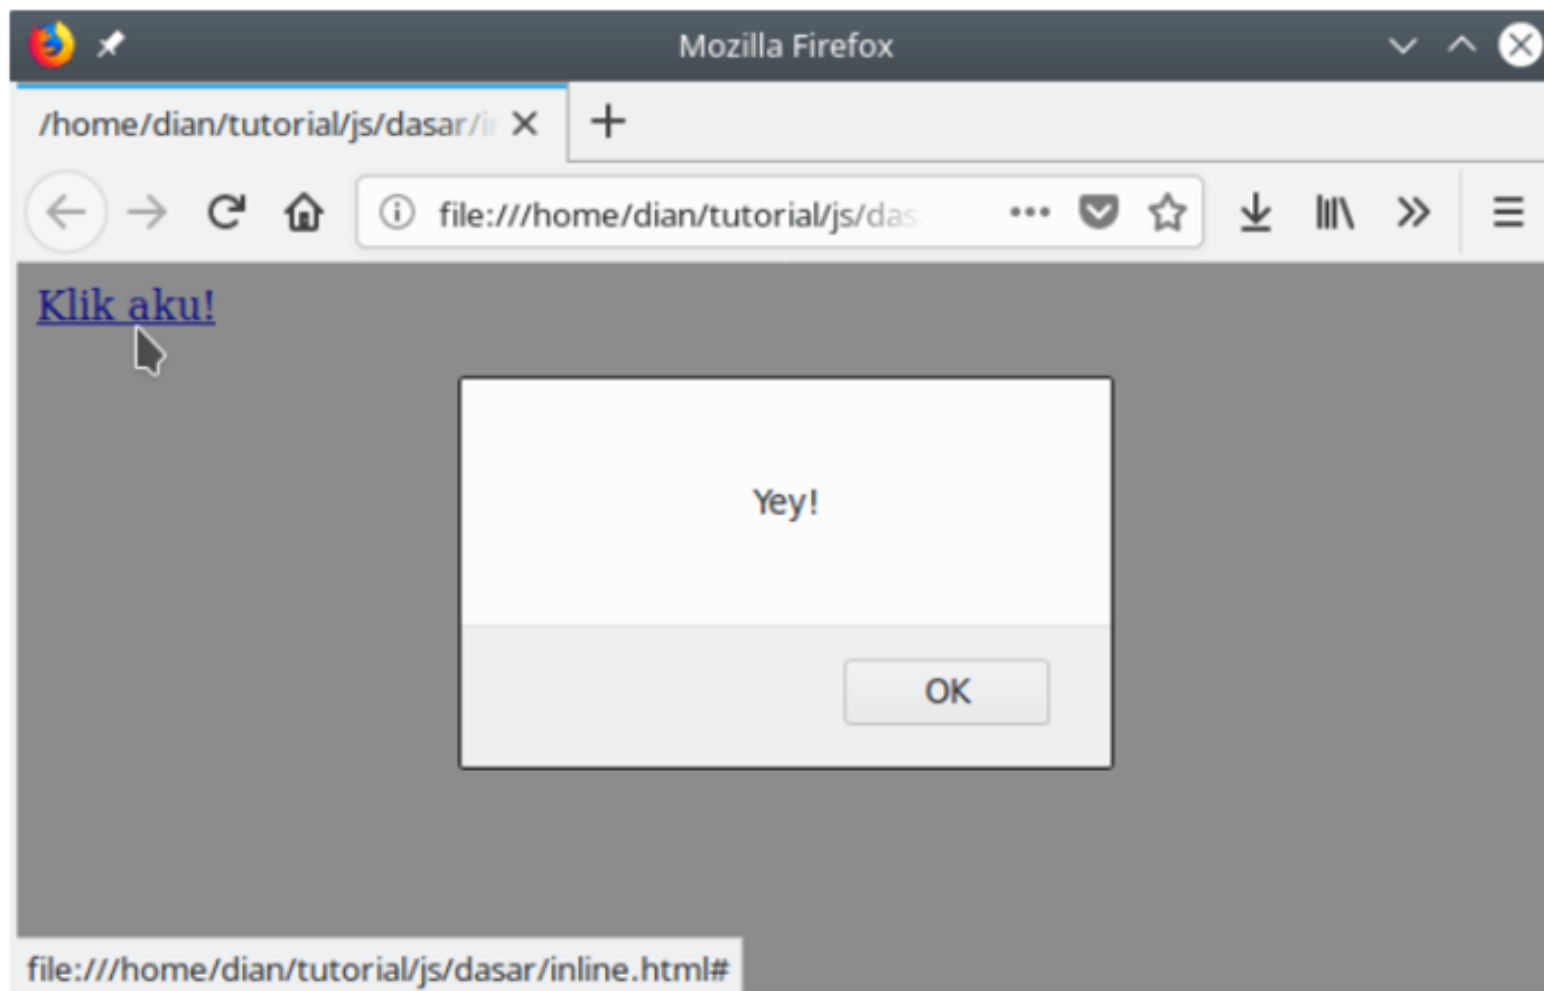 Mozilla Firefox
/home/dian/tutorial/js/dasar/i
file:///home/dian/tutorial/js/das
Klik aku!
Yey!
OK
file:///home/dian/tutorial/js/dasar/inline.html#